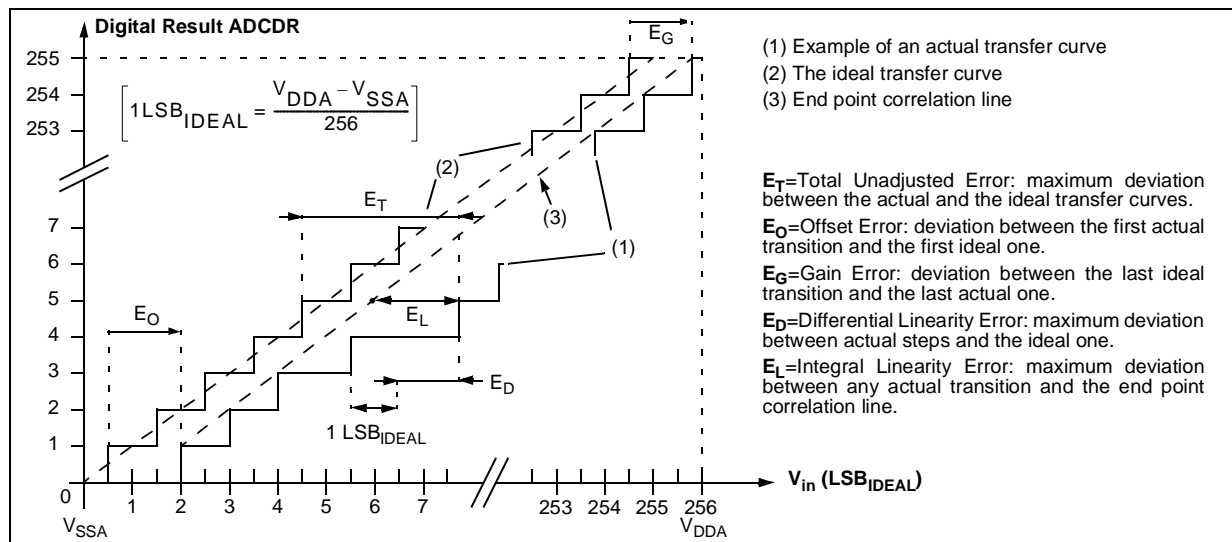 Digital Result ADCDR
E_G
255
254
253
[1LSB_IDEAL = (V_DDA – V_SSA) / 256]
(2)
E_T
(3)
(1)
7
6
5
4
3
2
1
0
E_O
E_L
E_D
1 LSB_IDEAL
1 2 3 4 5 6 7 253 254 255 256
V_in (LSB_IDEAL)
V_SSA
V_DDA
(1) Example of an actual transfer curve
(2) The ideal transfer curve
(3) End point correlation line
E_T=Total Unadjusted Error: maximum deviation
between the actual and the ideal transfer curves.
E_O=Offset Error: deviation between the first actual
transition and the first ideal one.
E_G=Gain Error: deviation between the last ideal
transition and the last actual one.
E_D=Differential Linearity Error: maximum deviation
between actual steps and the ideal one.
E_L=Integral Linearity Error: maximum deviation
between any actual transition and the end point
correlation line.